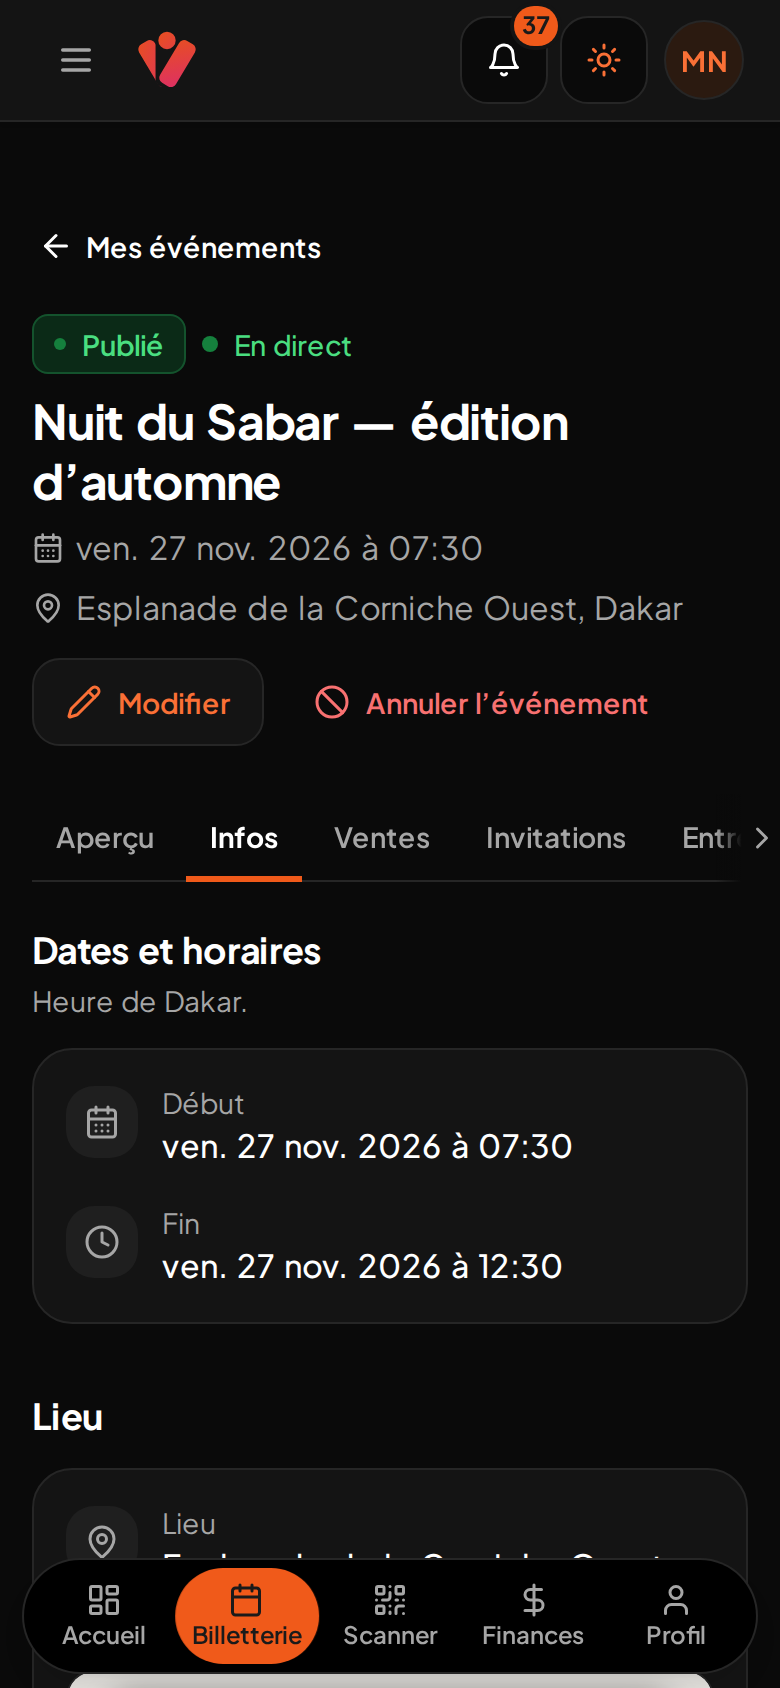 37
MN
Mes événements
Publié
En direct
Nuit du Sabar — édition
d’automne
ven. 27 nov. 2026 à 07:30
Esplanade de la Corniche Ouest, Dakar
Modifier
Annuler l’événement
Aperçu
Infos
Ventes
Invitations
Dates et horaires
Heure de Dakar.
Début
ven. 27 nov. 2026 à 07:30
Fin
ven. 27 nov. 2026 à 12:30
Lieu
Lieu
Accueil
Billetterie
Scanner
Finances
Profil